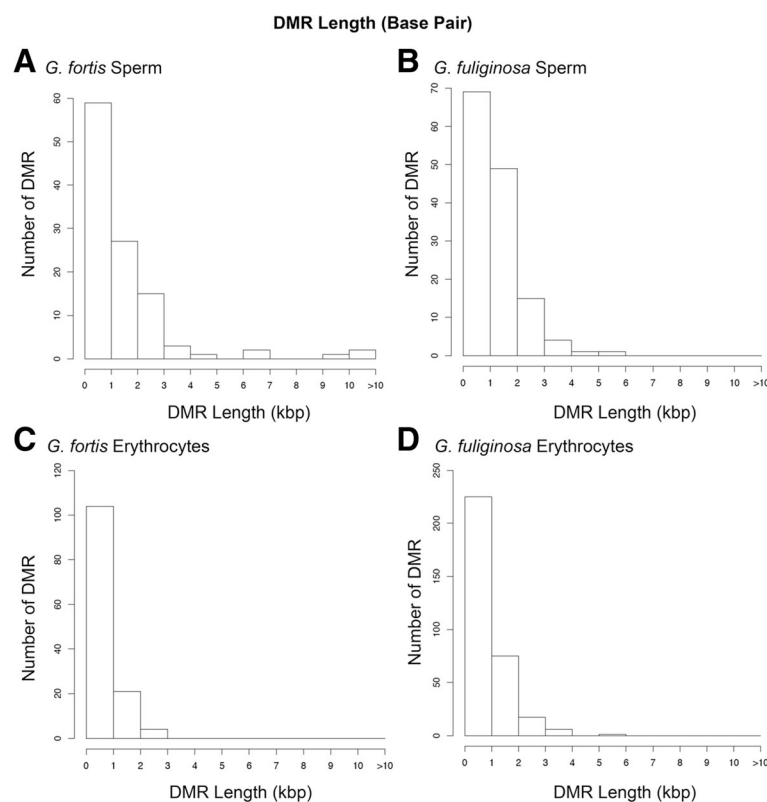 DMR Length (Base Pair)
A G. fortis Sperm
Number of DMR
0 10 20 30 40 50 60
0 1 2 3 4 5 6 7 8 9 10 >10
DMR Length (kbp)
B G. fuliginosa Sperm
Number of DMR
0 10 20 30 40 50 60 70
0 1 2 3 4 5 6 7 8 9 10 >10
DMR Length (kbp)
C G. fortis Erythrocytes
Number of DMR
0 20 40 60 80 100 120
0 1 2 3 4 5 6 7 8 9 10 >10
DMR Length (kbp)
D G. fuliginosa Erythrocytes
Number of DMR
0 50 100 150 200 250
0 1 2 3 4 5 6 7 8 9 10 >10
DMR Length (kbp)